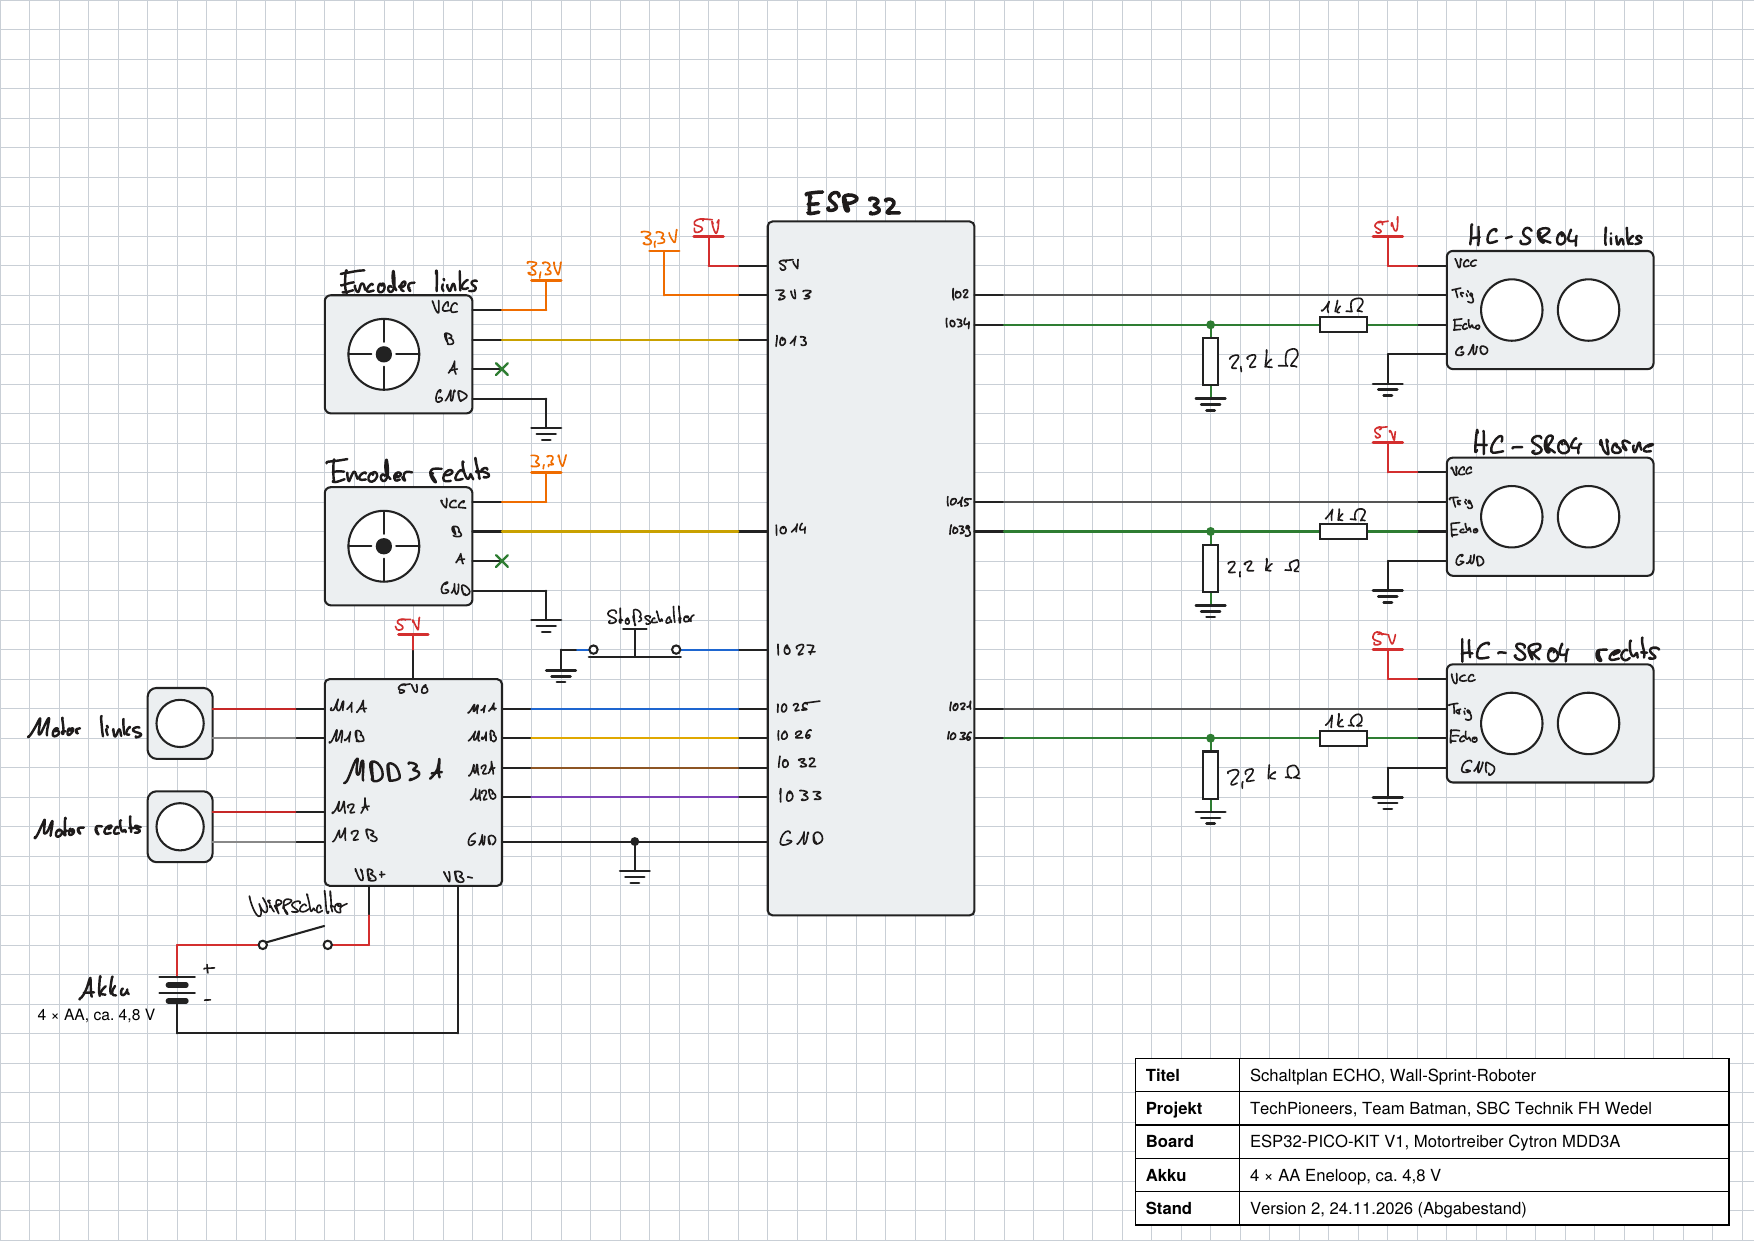 ESP 32
5V
3,3V
5V
3V3
IO13
IO14
IO27
IO25
IO26
IO32
IO33
GND
IO2
IO34
IO15
IO39
IO21
IO36
Encoder links
3,3V
VCC
B
A
GND
Encoder rechts
3,3V
VCC
B
A
GND
Stoßschalter
5V
5VO
M1A
M1B
M2A
M2B
MDD3A
M1A
M1B
M2A
M2B
GND
VB+
VB-
Motor links
Motor rechts
Wippschalter
+
-
Akku
4 × AA, ca. 4,8 V
5V
HC-SR04 links
VCC
Trig
Echo
GND
1kΩ
2,2 kΩ
5V
HC-SR04 vorne
VCC
Trig
Echo
GND
1kΩ
2,2 kΩ
5V
HC-SR04 rechts
VCC
Trig
Echo
GND
1kΩ
2,2 kΩ
Titel Schaltplan ECHO, Wall-Sprint-Roboter
Projekt TechPioneers, Team Batman, SBC Technik FH Wedel
Board ESP32-PICO-KIT V1, Motortreiber Cytron MDD3A
Akku 4 × AA Eneloop, ca. 4,8 V
Stand Version 2, 24.11.2026 (Abgabestand)